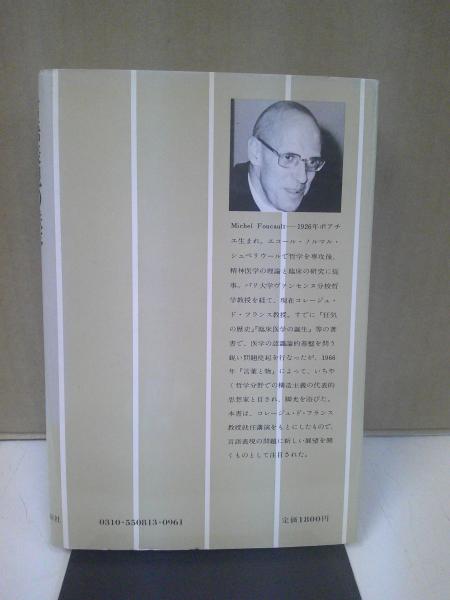 Michel Foucault——1926年ポアチ
エ生まれ。エコール・ノルマル・
シュペリウールで哲学を専攻後、
精神医学の理論と臨床の研究に従
事。パリ大学ヴァンセンヌ分校哲
学教授を経て、現在コレージュ・
ド・フランス教授。すでに『狂気
の歴史』『臨床医学の誕生』等の著
書で、医学の認識論的基盤を問う
鋭い問題提起を行なったが、1966
年『言葉と物』によって、いちや
く哲学分野での構造主義の代表的
思想家と目され、脚光を浴びた。
本書は、コレージュ・ド・フランス
教授就任講演をもとにしたもので、
言語表現の問題に新しい展望を開
くものとして注目された。
社 0310-550813-0961 定価1800円